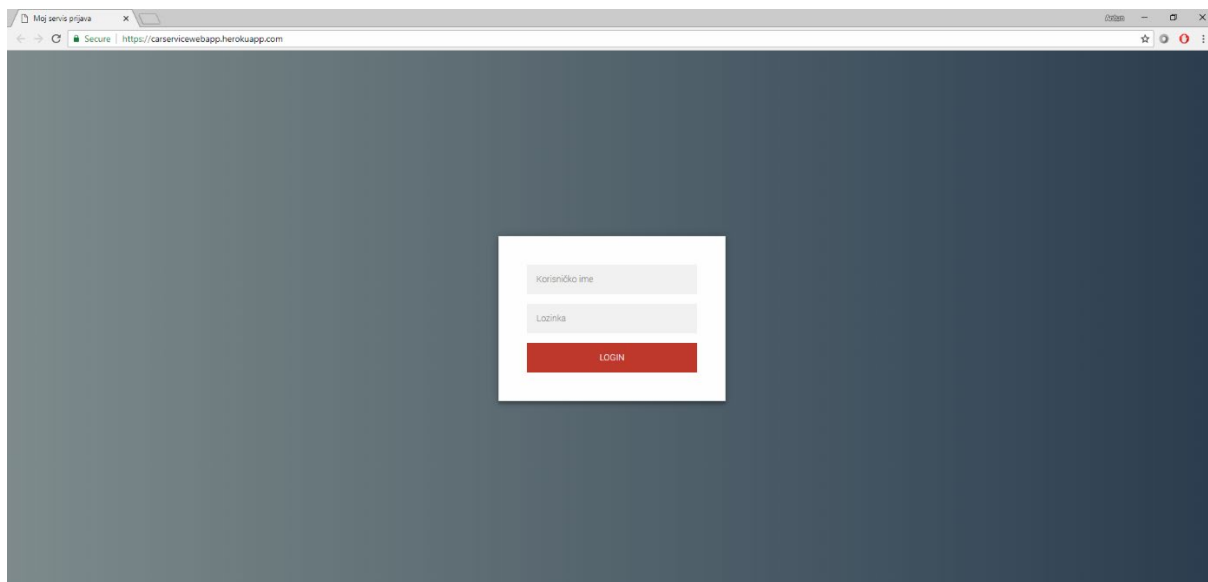 Moj servis prijava
Secure | https://carservicewebapp.herokuapp.com
Korisničko ime
Lozinka
LOGIN